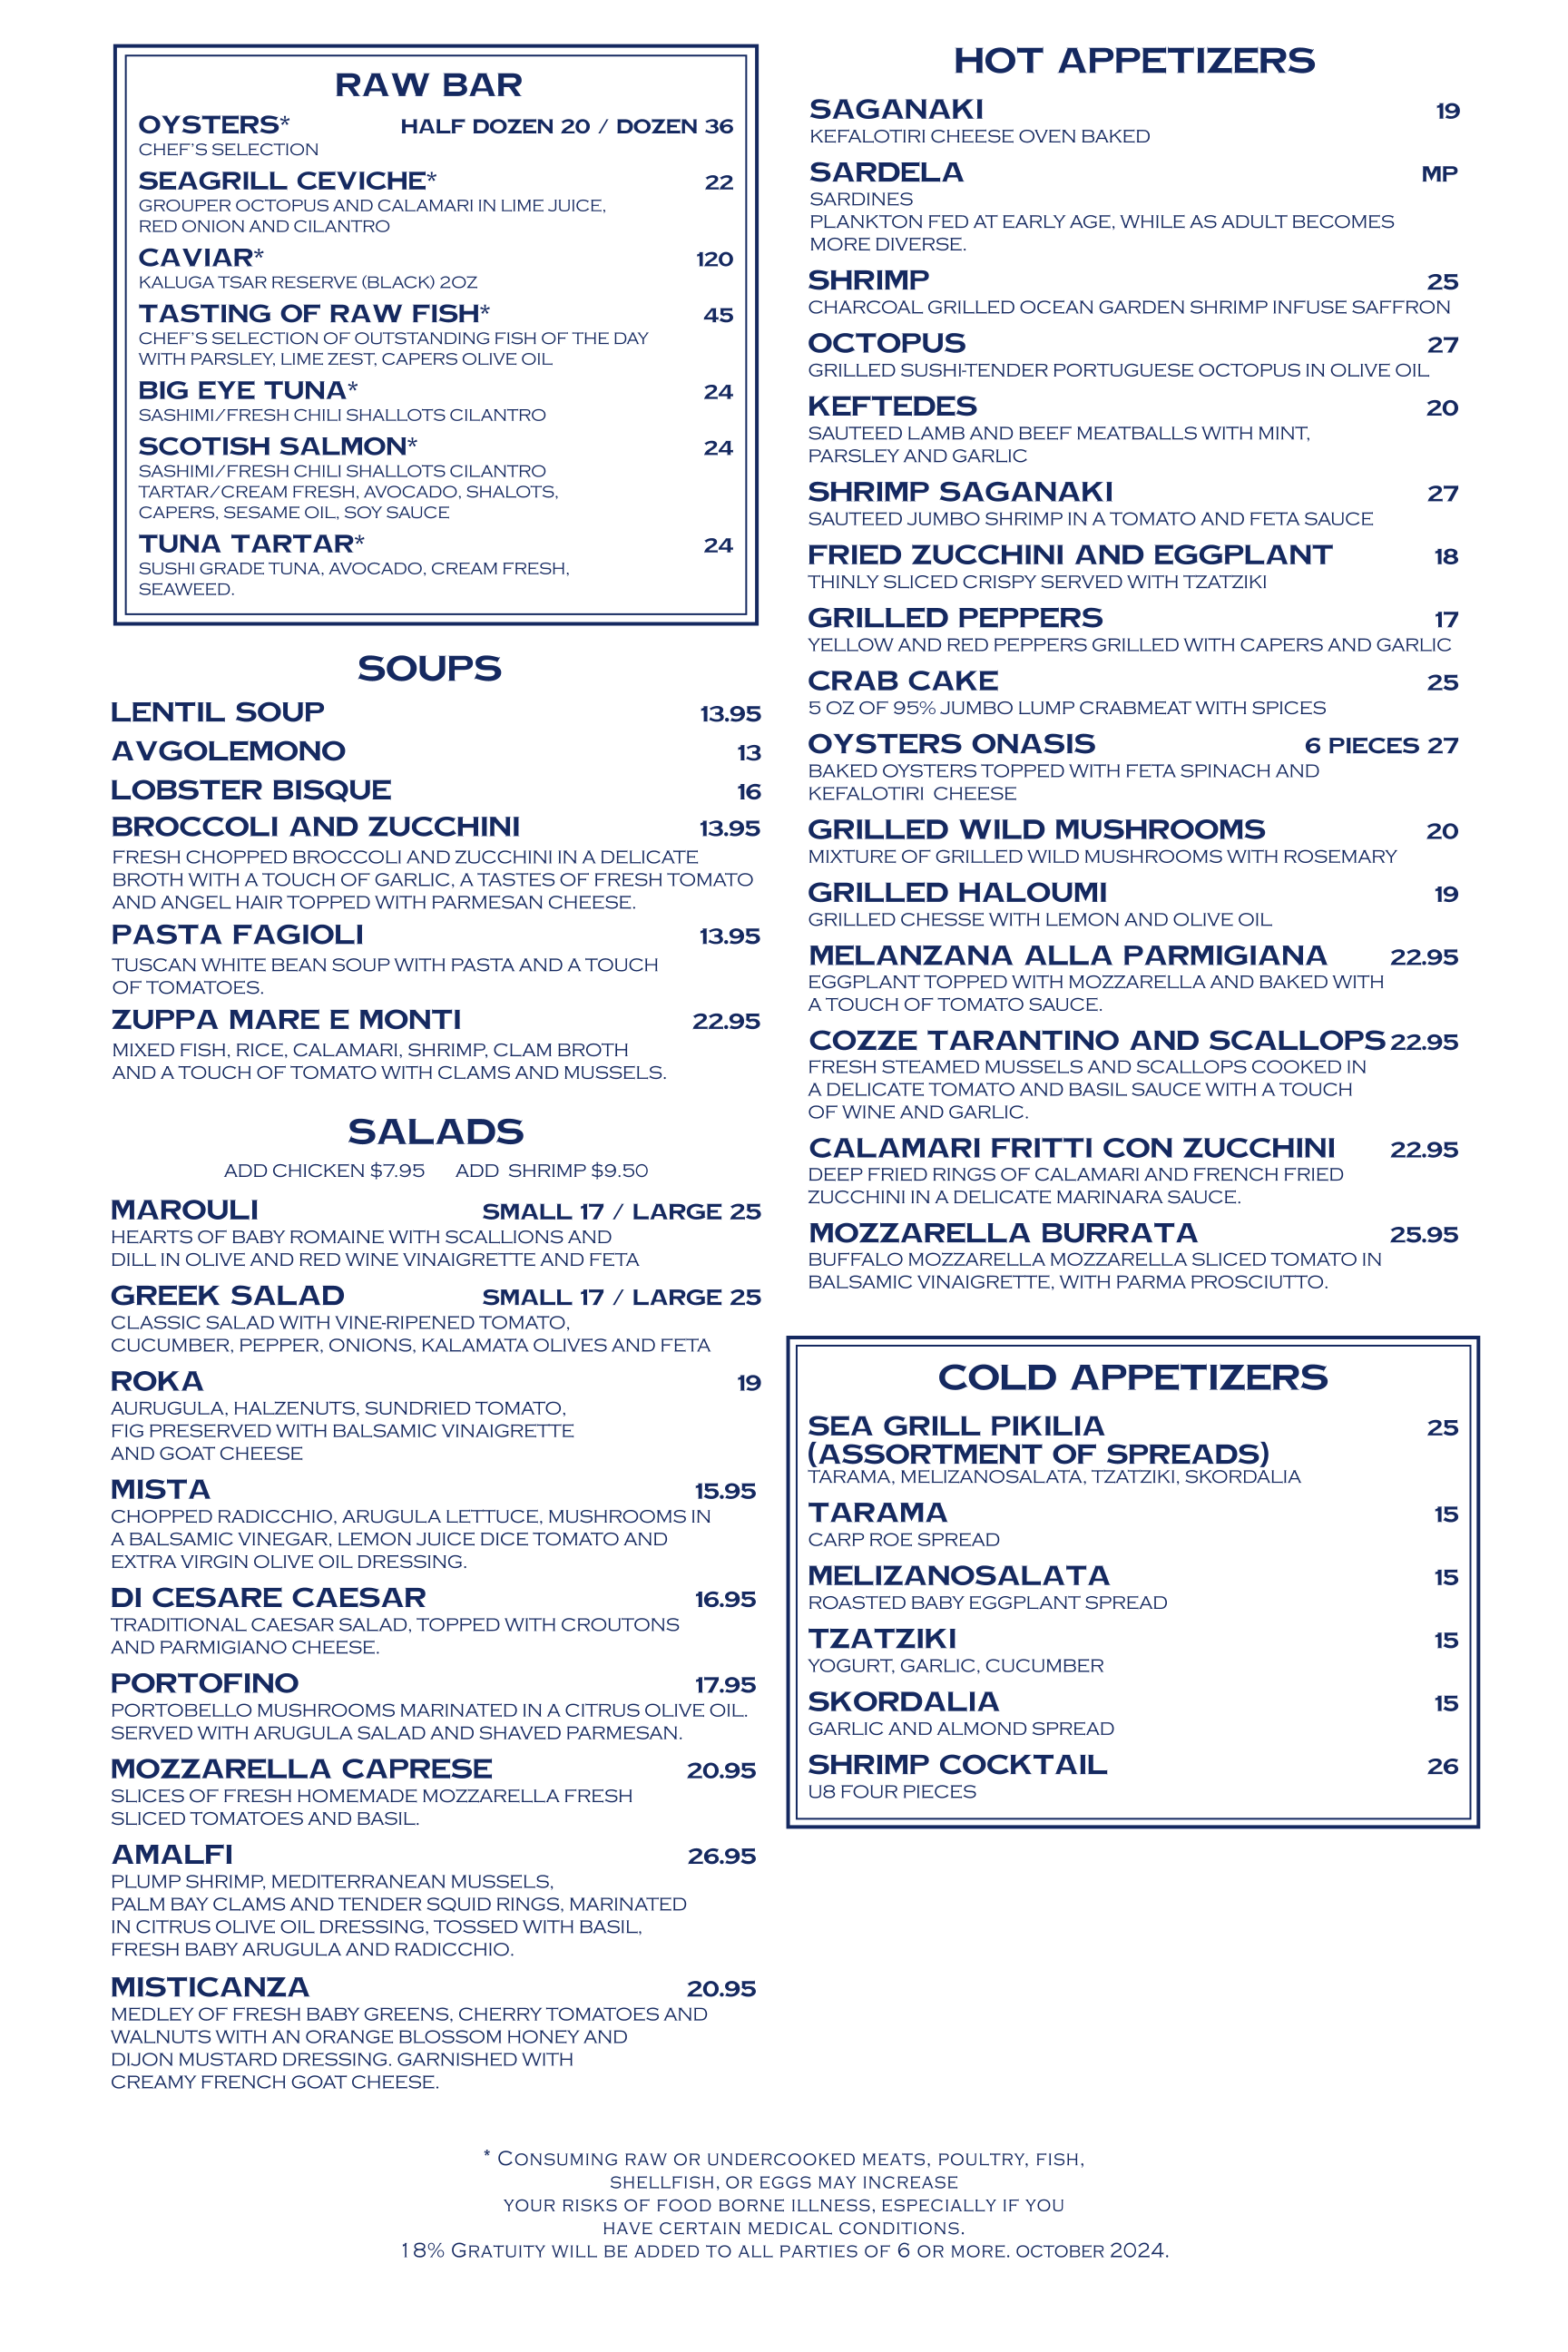 RAW BAR
OYSTERS* HALF DOZEN 20 / DOZEN 36
CHEF'S SELECTION
SEAGRILL CEVICHE* 22
GROUPER OCTOPUS AND CALAMARI IN LIME JUICE,
RED ONION AND CILANTRO
CAVIAR* 120
KALUGA TSAR RESERVE (BLACK) 2OZ
TASTING OF RAW FISH* 45
CHEF'S SELECTION OF OUTSTANDING FISH OF THE DAY
WITH PARSLEY, LIME ZEST, CAPERS OLIVE OIL
BIG EYE TUNA* 24
SASHIMI/FRESH CHILI SHALLOTS CILANTRO
SCOTISH SALMON* 24
SASHIMI/FRESH CHILI SHALLOTS CILANTRO
TARTAR/CREAM FRESH, AVOCADO, SHALOTS,
CAPERS, SESAME OIL, SOY SAUCE
TUNA TARTAR* 24
SUSHI GRADE TUNA, AVOCADO, CREAM FRESH,
SEAWEED.
SOUPS
LENTIL SOUP 13.95
AVGOLEMONO 13
LOBSTER BISQUE 16
BROCCOLI AND ZUCCHINI 13.95
FRESH CHOPPED BROCCOLI AND ZUCCHINI IN A DELICATE
BROTH WITH A TOUCH OF GARLIC, A TASTES OF FRESH TOMATO
AND ANGEL HAIR TOPPED WITH PARMESAN CHEESE.
PASTA FAGIOLI 13.95
TUSCAN WHITE BEAN SOUP WITH PASTA AND A TOUCH
OF TOMATOES.
ZUPPA MARE E MONTI 22.95
MIXED FISH, RICE, CALAMARI, SHRIMP, CLAM BROTH
AND A TOUCH OF TOMATO WITH CLAMS AND MUSSELS.
SALADS
ADD CHICKEN $7.95 ADD SHRIMP $9.50
MAROULI SMALL 17 / LARGE 25
HEARTS OF BABY ROMAINE WITH SCALLIONS AND
DILL IN OLIVE AND RED WINE VINAIGRETTE AND FETA
GREEK SALAD SMALL 17 / LARGE 25
CLASSIC SALAD WITH VINE-RIPENED TOMATO,
CUCUMBER, PEPPER, ONIONS, KALAMATA OLIVES AND FETA
ROKA 19
AURUGULA, HALZENUTS, SUNDRIED TOMATO,
FIG PRESERVED WITH BALSAMIC VINAIGRETTE
AND GOAT CHEESE
MISTA 15.95
CHOPPED RADICCHIO, ARUGULA LETTUCE, MUSHROOMS IN
A BALSAMIC VINEGAR, LEMON JUICE DICE TOMATO AND
EXTRA VIRGIN OLIVE OIL DRESSING.
DI CESARE CAESAR 16.95
TRADITIONAL CAESAR SALAD, TOPPED WITH CROUTONS
AND PARMIGIANO CHEESE.
PORTOFINO 17.95
PORTOBELLO MUSHROOMS MARINATED IN A CITRUS OLIVE OIL.
SERVED WITH ARUGULA SALAD AND SHAVED PARMESAN.
MOZZARELLA CAPRESE 20.95
SLICES OF FRESH HOMEMADE MOZZARELLA FRESH
SLICED TOMATOES AND BASIL.
AMALFI 26.95
PLUMP SHRIMP, MEDITERRANEAN MUSSELS,
PALM BAY CLAMS AND TENDER SQUID RINGS, MARINATED
IN CITRUS OLIVE OIL DRESSING, TOSSED WITH BASIL,
FRESH BABY ARUGULA AND RADICCHIO.
MISTICANZA 20.95
MEDLEY OF FRESH BABY GREENS, CHERRY TOMATOES AND
WALNUTS WITH AN ORANGE BLOSSOM HONEY AND
DIJON MUSTARD DRESSING. GARNISHED WITH
CREAMY FRENCH GOAT CHEESE.
HOT APPETIZERS
SAGANAKI 19
KEFALOTIRI CHEESE OVEN BAKED
SARDELA MP
SARDINES
PLANKTON FED AT EARLY AGE, WHILE AS ADULT BECOMES
MORE DIVERSE.
SHRIMP 25
CHARCOAL GRILLED OCEAN GARDEN SHRIMP INFUSE SAFFRON
OCTOPUS 27
GRILLED SUSHI-TENDER PORTUGUESE OCTOPUS IN OLIVE OIL
KEFTEDES 20
SAUTEED LAMB AND BEEF MEATBALLS WITH MINT,
PARSLEY AND GARLIC
SHRIMP SAGANAKI 27
SAUTEED JUMBO SHRIMP IN A TOMATO AND FETA SAUCE
FRIED ZUCCHINI AND EGGPLANT 18
THINLY SLICED CRISPY SERVED WITH TZATZIKI
GRILLED PEPPERS 17
YELLOW AND RED PEPPERS GRILLED WITH CAPERS AND GARLIC
CRAB CAKE 25
5 OZ OF 95% JUMBO LUMP CRABMEAT WITH SPICES
OYSTERS ONASIS 6 PIECES 27
BAKED OYSTERS TOPPED WITH FETA SPINACH AND
KEFALOTIRI CHEESE
GRILLED WILD MUSHROOMS 20
MIXTURE OF GRILLED WILD MUSHROOMS WITH ROSEMARY
GRILLED HALOUMI 19
GRILLED CHESSE WITH LEMON AND OLIVE OIL
MELANZANA ALLA PARMIGIANA 22.95
EGGPLANT TOPPED WITH MOZZARELLA AND BAKED WITH
A TOUCH OF TOMATO SAUCE.
COZZE TARANTINO AND SCALLOPS 22.95
FRESH STEAMED MUSSELS AND SCALLOPS COOKED IN
A DELICATE TOMATO AND BASIL SAUCE WITH A TOUCH
OF WINE AND GARLIC.
CALAMARI FRITTI CON ZUCCHINI 22.95
DEEP FRIED RINGS OF CALAMARI AND FRENCH FRIED
ZUCCHINI IN A DELICATE MARINARA SAUCE.
MOZZARELLA BURRATA 25.95
BUFFALO MOZZARELLA MOZZARELLA SLICED TOMATO IN
BALSAMIC VINAIGRETTE, WITH PARMA PROSCIUTTO.
COLD APPETIZERS
SEA GRILL PIKILIA 25
(ASSORTMENT OF SPREADS)
TARAMA, MELIZANOSALATA, TZATZIKI, SKORDALIA
TARAMA 15
CARP ROE SPREAD
MELIZANOSALATA 15
ROASTED BABY EGGPLANT SPREAD
TZATZIKI 15
YOGURT, GARLIC, CUCUMBER
SKORDALIA 15
GARLIC AND ALMOND SPREAD
SHRIMP COCKTAIL 26
U8 FOUR PIECES
* CONSUMING RAW OR UNDERCOOKED MEATS, POULTRY, FISH,
SHELLFISH, OR EGGS MAY INCREASE
YOUR RISKS OF FOOD BORNE ILLNESS, ESPECIALLY IF YOU
HAVE CERTAIN MEDICAL CONDITIONS.
18% GRATUITY WILL BE ADDED TO ALL PARTIES OF 6 OR MORE. OCTOBER 2024.